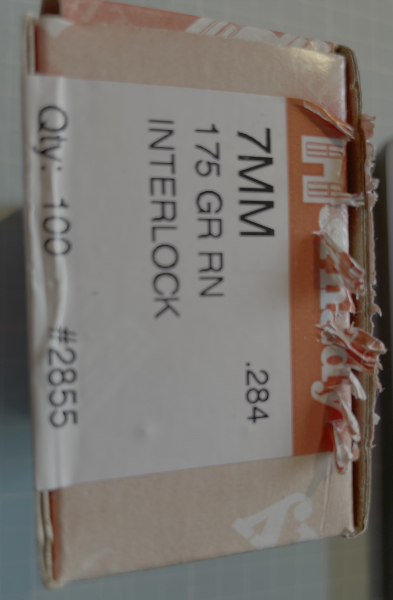 7MM .284
175 GR RN
INTERLOCK
Qty: 100 #2855